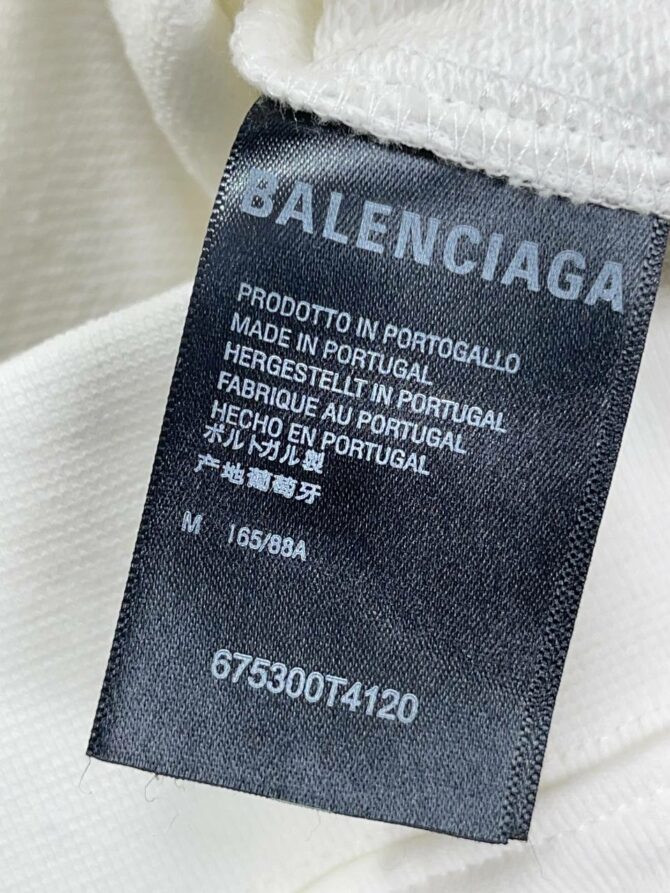 BALENCIAGA
PRODOTTO IN PORTOGALLO
MADE IN PORTUGAL
HERGESTELLT IN PORTUGAL
FABRIQUE AU PORTUGAL
HECHO EN PORTUGAL
ポルトガル製
产地葡萄牙
M 165/88A
675300T4120